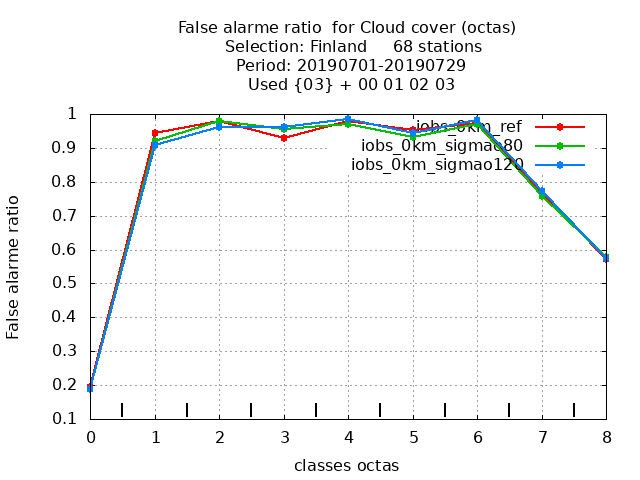 False alarme ratio  for Cloud cover (octas)
Selection: Finland     68 stations
Period: 20190701-20190729
Used {03} + 00 01 02 03
iobs_0km_ref
iobs_0km_sigmao80
iobs_0km_sigmao120
False alarme ratio
1
0.9
0.8
0.7
0.6
0.5
0.4
0.3
0.2
0.1
0 1 2 3 4 5 6 7 8
classes octas